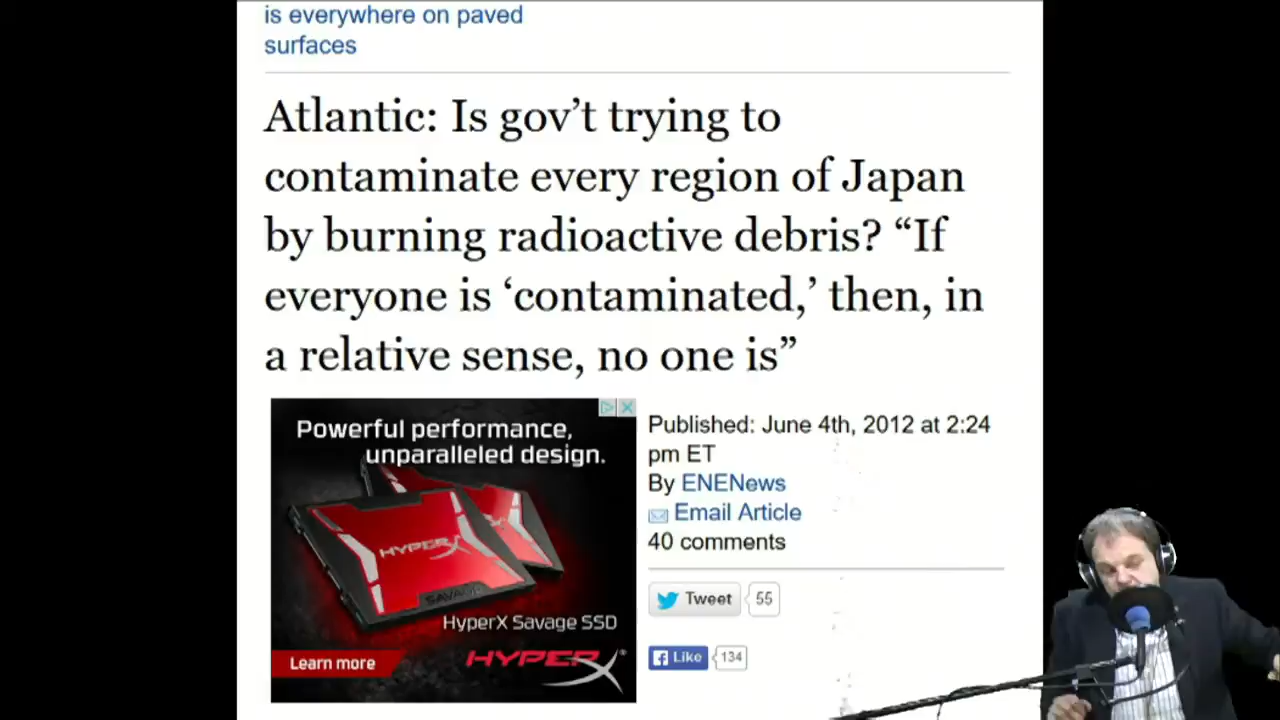 is everywhere on paved
surfaces
Atlantic: Is gov’t trying to
contaminate every region of Japan
by burning radioactive debris? “If
everyone is ‘contaminated,’ then, in
a relative sense, no one is”
Powerful performance,
unparalleled design.
HYPERX
SAVAGE
HyperX Savage SSD
Learn more
HYPERX®
Published: June 4th, 2012 at 2:24
pm ET
By ENENews
Email Article
40 comments
Tweet 55
Like 134